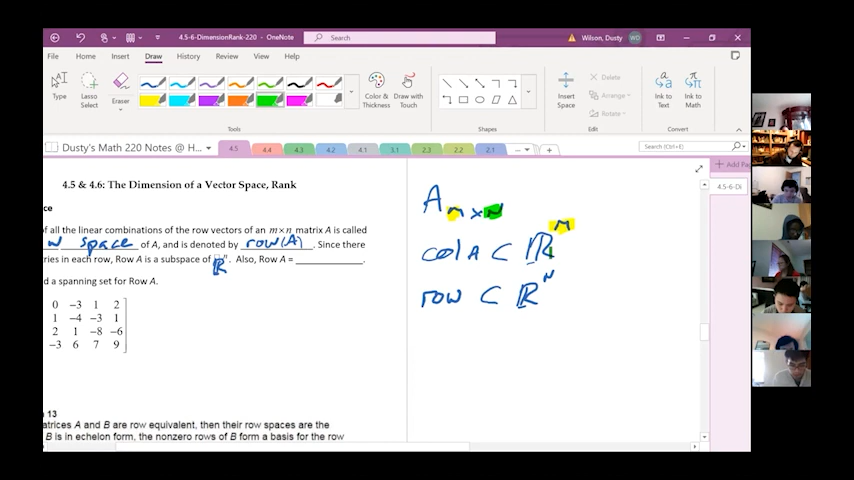 4.5-6-DimensionRank-220 - OneNote
Search
Wilson, Dusty
WD
File Home Insert Draw History Review View Help
Type
Lasso Select
Eraser
Color & Thickness
Draw with Touch
Insert Space
Delete
Arrange
Rotate
Ink to Text
Ink to Math
Tools
Shapes
Edit
Convert
Dusty's Math 220 Notes @ H...
4.5 4.4 4.3 4.2 4.1 3.1 2.3 2.2 2.1
Search (Ctrl+E)
Add Pa
4.5-6-Di
4.5 & 4.6: The Dimension of a Vector Space, Rank
ce
of all the linear combinations of the row vectors of an m×n matrix A is called
w space of A, and is denoted by row(A). Since there
ries in each row, Row A is a subspace of ℝⁿ. Also, Row A = ____________.
d a spanning set for Row A.
0 −3 1 2
1 −4 −3 1
2 1 −8 −6
−3 6 7 9
13
atrices A and B are row equivalent, then their row spaces are the
B is in echelon form, the nonzero rows of B form a basis for the row
A m×N
col A ⊂ ℝ^M
row ⊂ ℝ^N